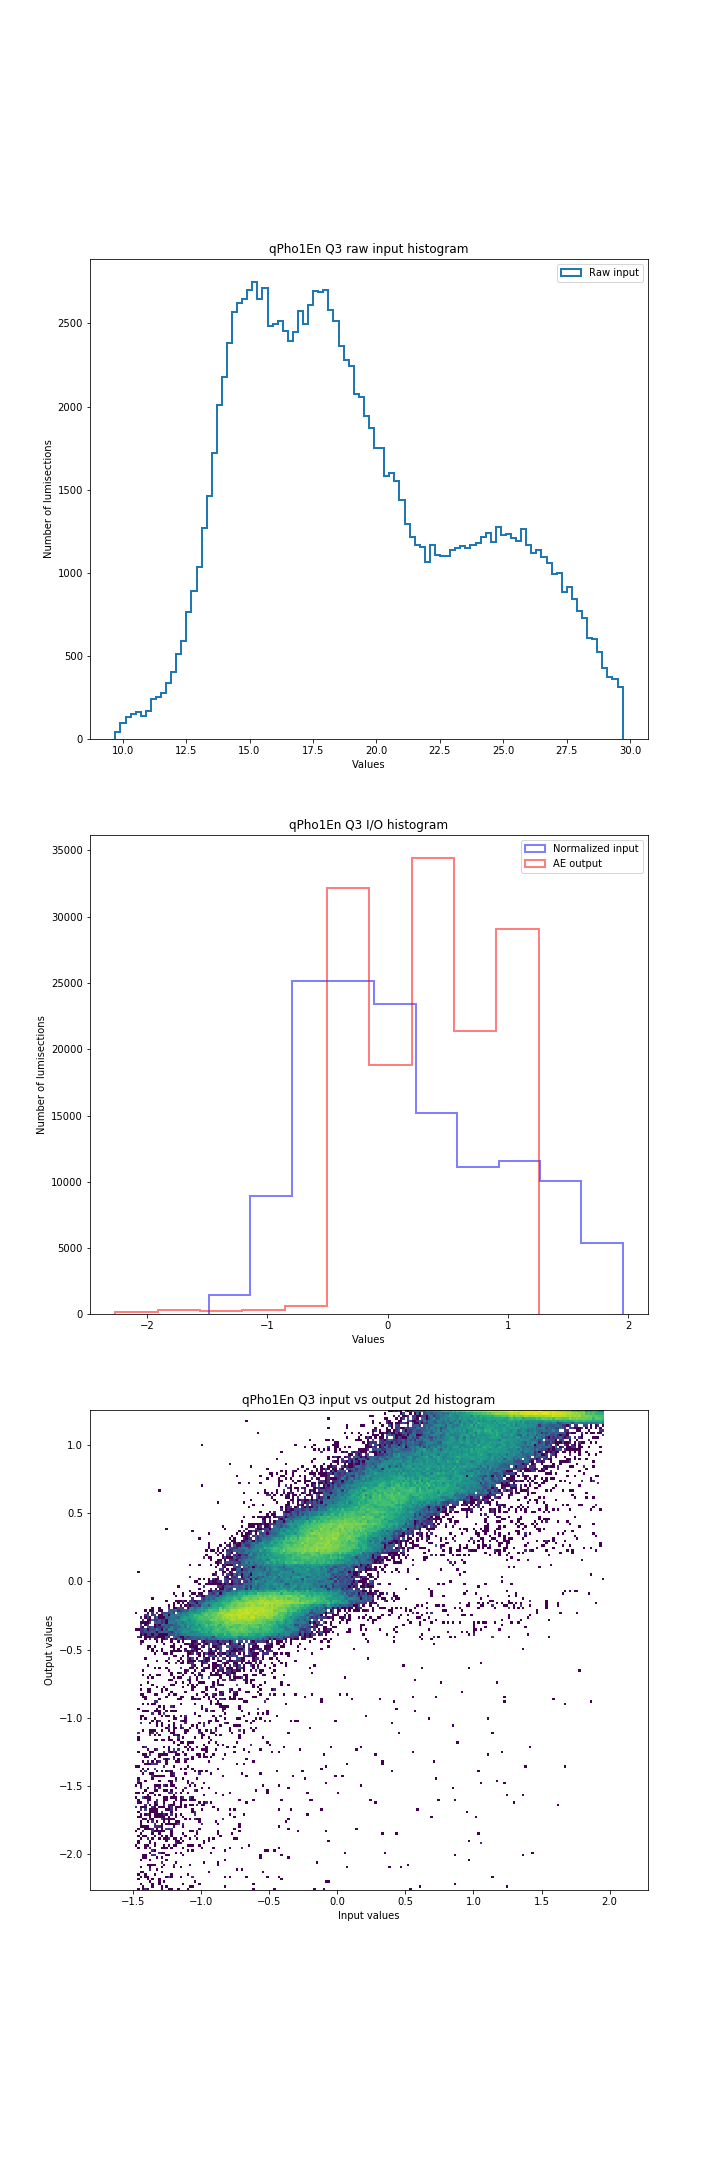 qPho1En Q3 raw input histogram
Raw input
Number of lumisections
2500
2000
1500
1000
500
0
10.0 12.5 15.0 17.5 20.0 22.5 25.0 27.5 30.0
Values
qPho1En Q3 I/O histogram
Normalized input
AE output
Number of lumisections
35000
30000
25000
20000
15000
10000
5000
0
−2 −1 0 1 2
Values
qPho1En Q3 input vs output 2d histogram
Output values
1.0
0.5
0.0
−0.5
−1.0
−1.5
−2.0
−1.5 −1.0 −0.5 0.0 0.5 1.0 1.5 2.0
Input values